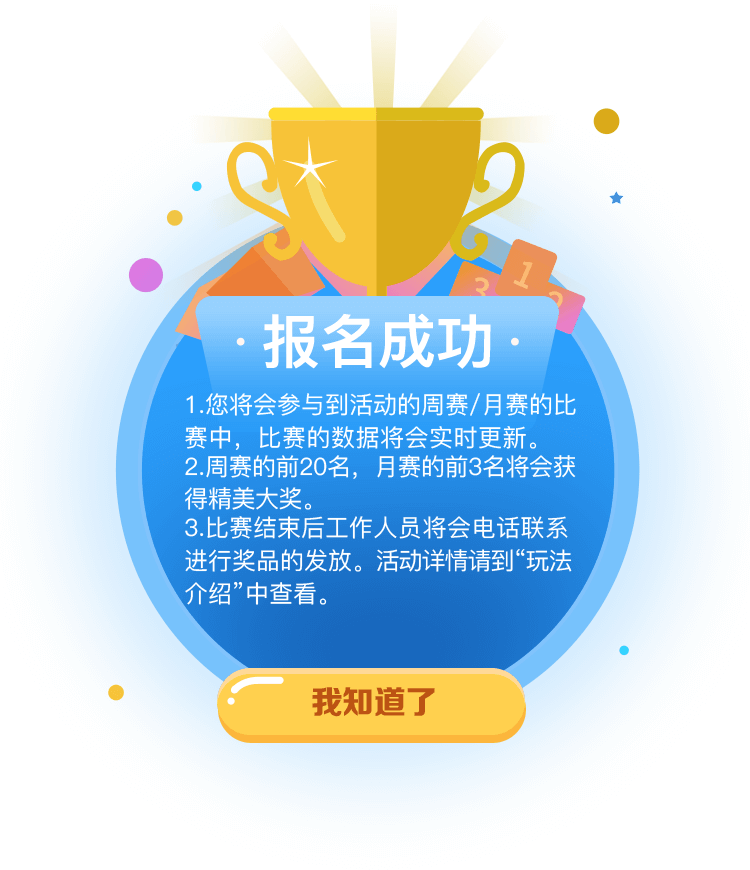 3
1
2
·报名成功·
1.您将会参与到活动的周赛/月赛的比
赛中，比赛的数据将会实时更新。
2.周赛的前20名，月赛的前3名将会获
得精美大奖。
3.比赛结束后工作人员将会电话联系
进行奖品的发放。活动详情请到“玩法
介绍”中查看。
我知道了